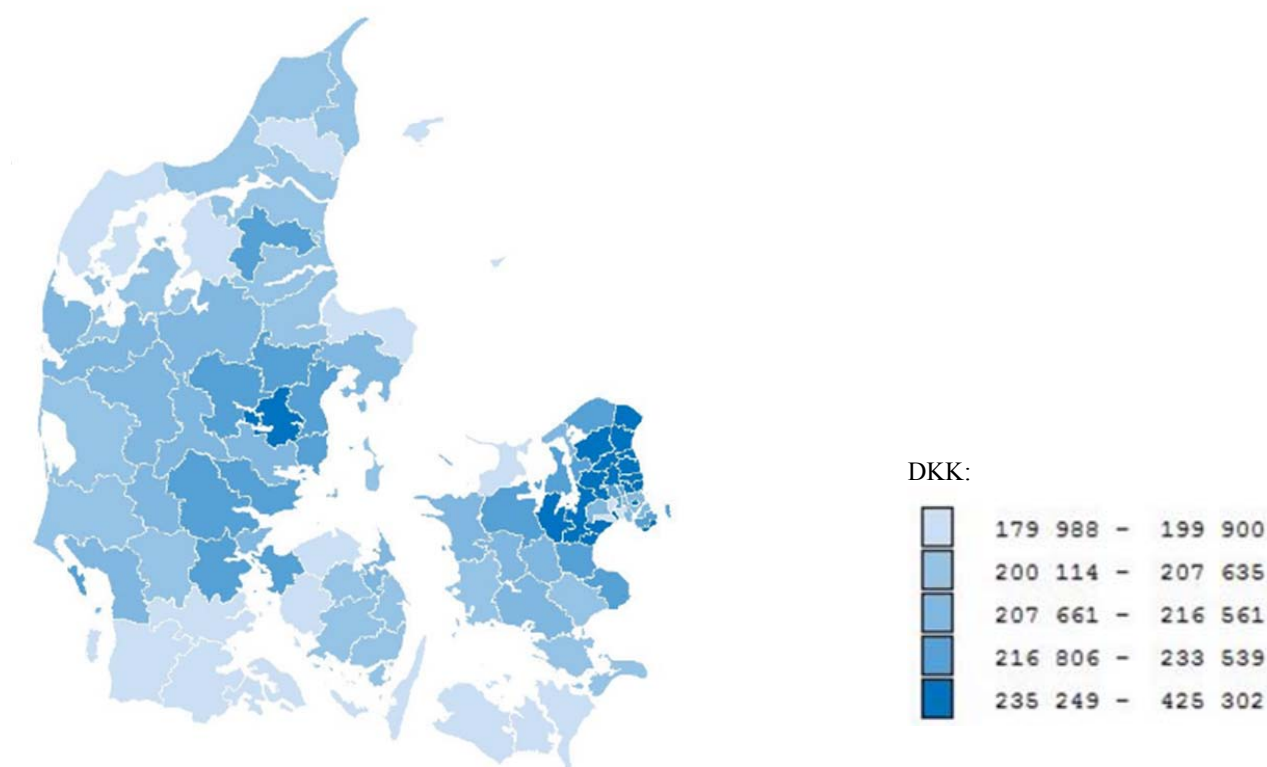 DKK:
179 988 - 199 900
200 114 - 207 635
207 661 - 216 561
216 806 - 233 539
235 249 - 425 302